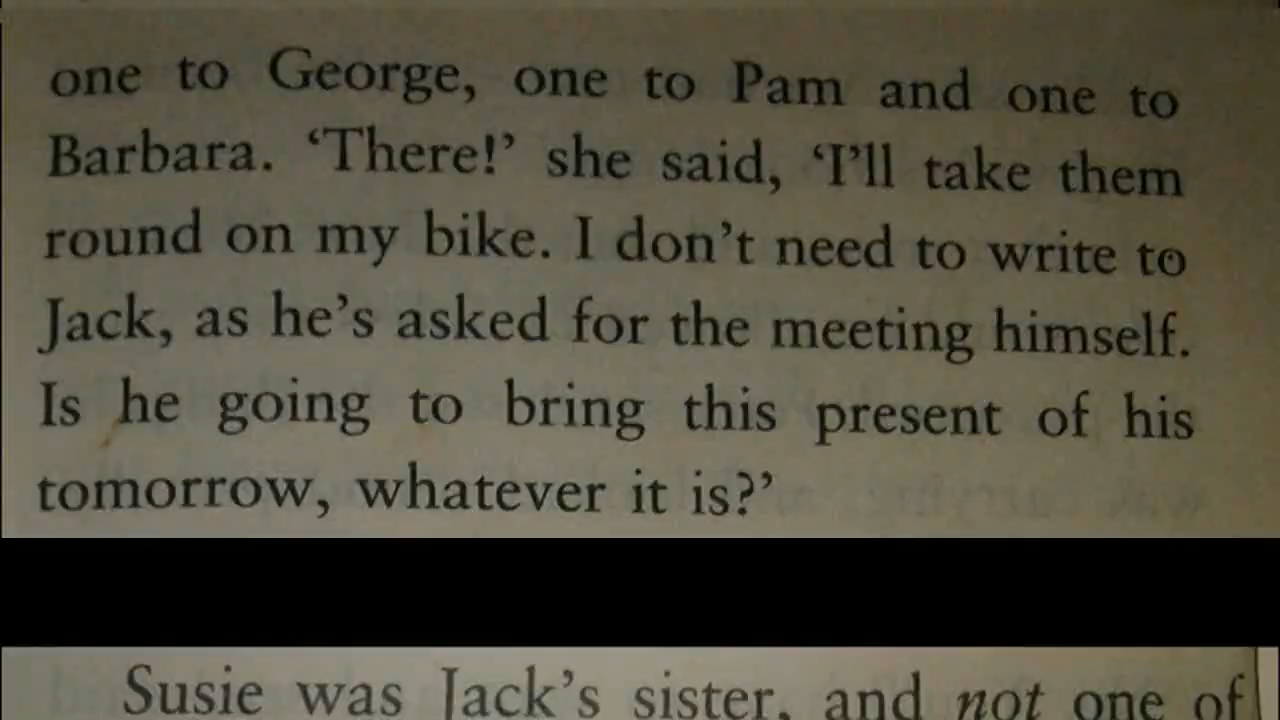 one to George, one to Pam and one to
Barbara. ‘There!’ she said, ‘I’ll take them
round on my bike. I don’t need to write to
Jack, as he’s asked for the meeting himself.
Is he going to bring this present of his
tomorrow, whatever it is?’
Susie was Jack’s sister, and not one of